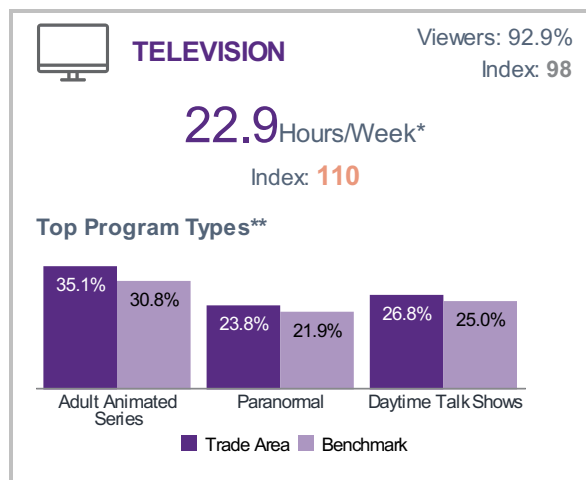 TELEVISION
Viewers: 92.9%
Index: 98
22.9Hours/Week*
Index: 110
Top Program Types**
35.1%
30.8%
23.8%
21.9%
26.8%
25.0%
Adult Animated
Series
Paranormal
Daytime Talk Shows
Trade Area
Benchmark